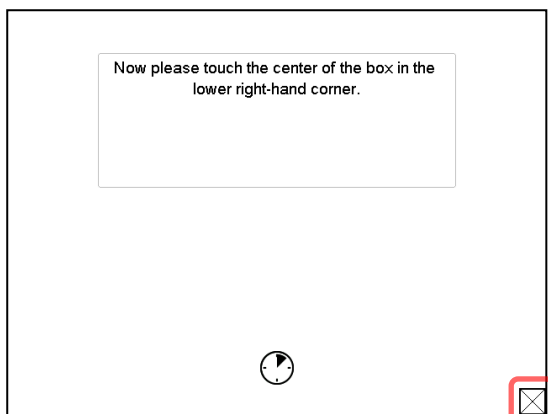 Now please touch the center of the box in the
lower right-hand corner.